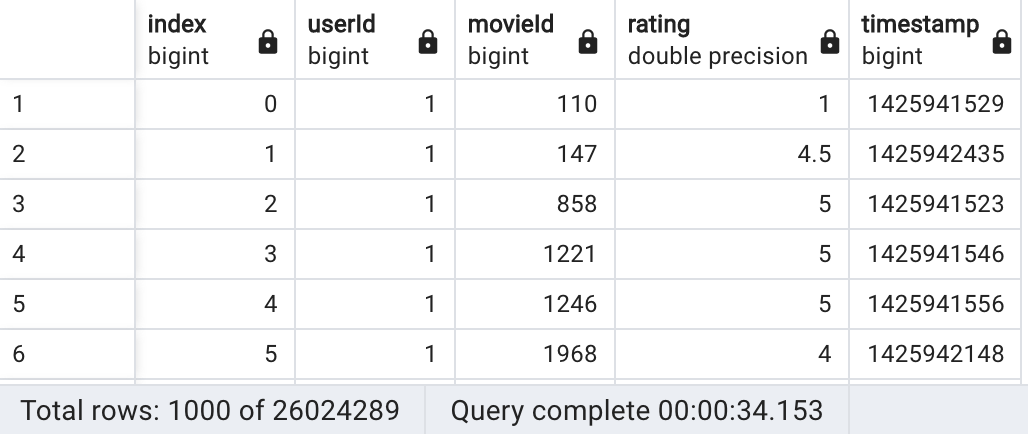 index userId movieId rating timestamp
bigint bigint bigint double precision bigint
1 0 1 110 1 1425941529
2 1 1 147 4.5 1425942435
3 2 1 858 5 1425941523
4 3 1 1221 5 1425941546
5 4 1 1246 5 1425941556
6 5 1 1968 4 1425942148
Total rows: 1000 of 26024289 Query complete 00:00:34.153